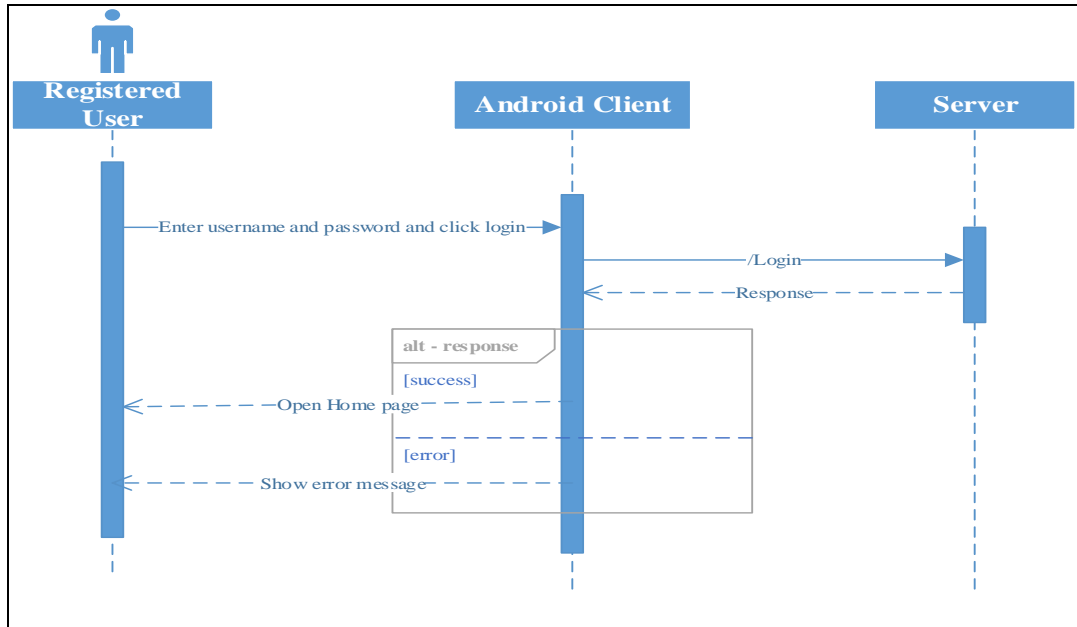 Registered
User
Android Client
Server
Enter username and password and click login
/Login
Response
alt - response
[success]
Open Home page
[error]
Show error message